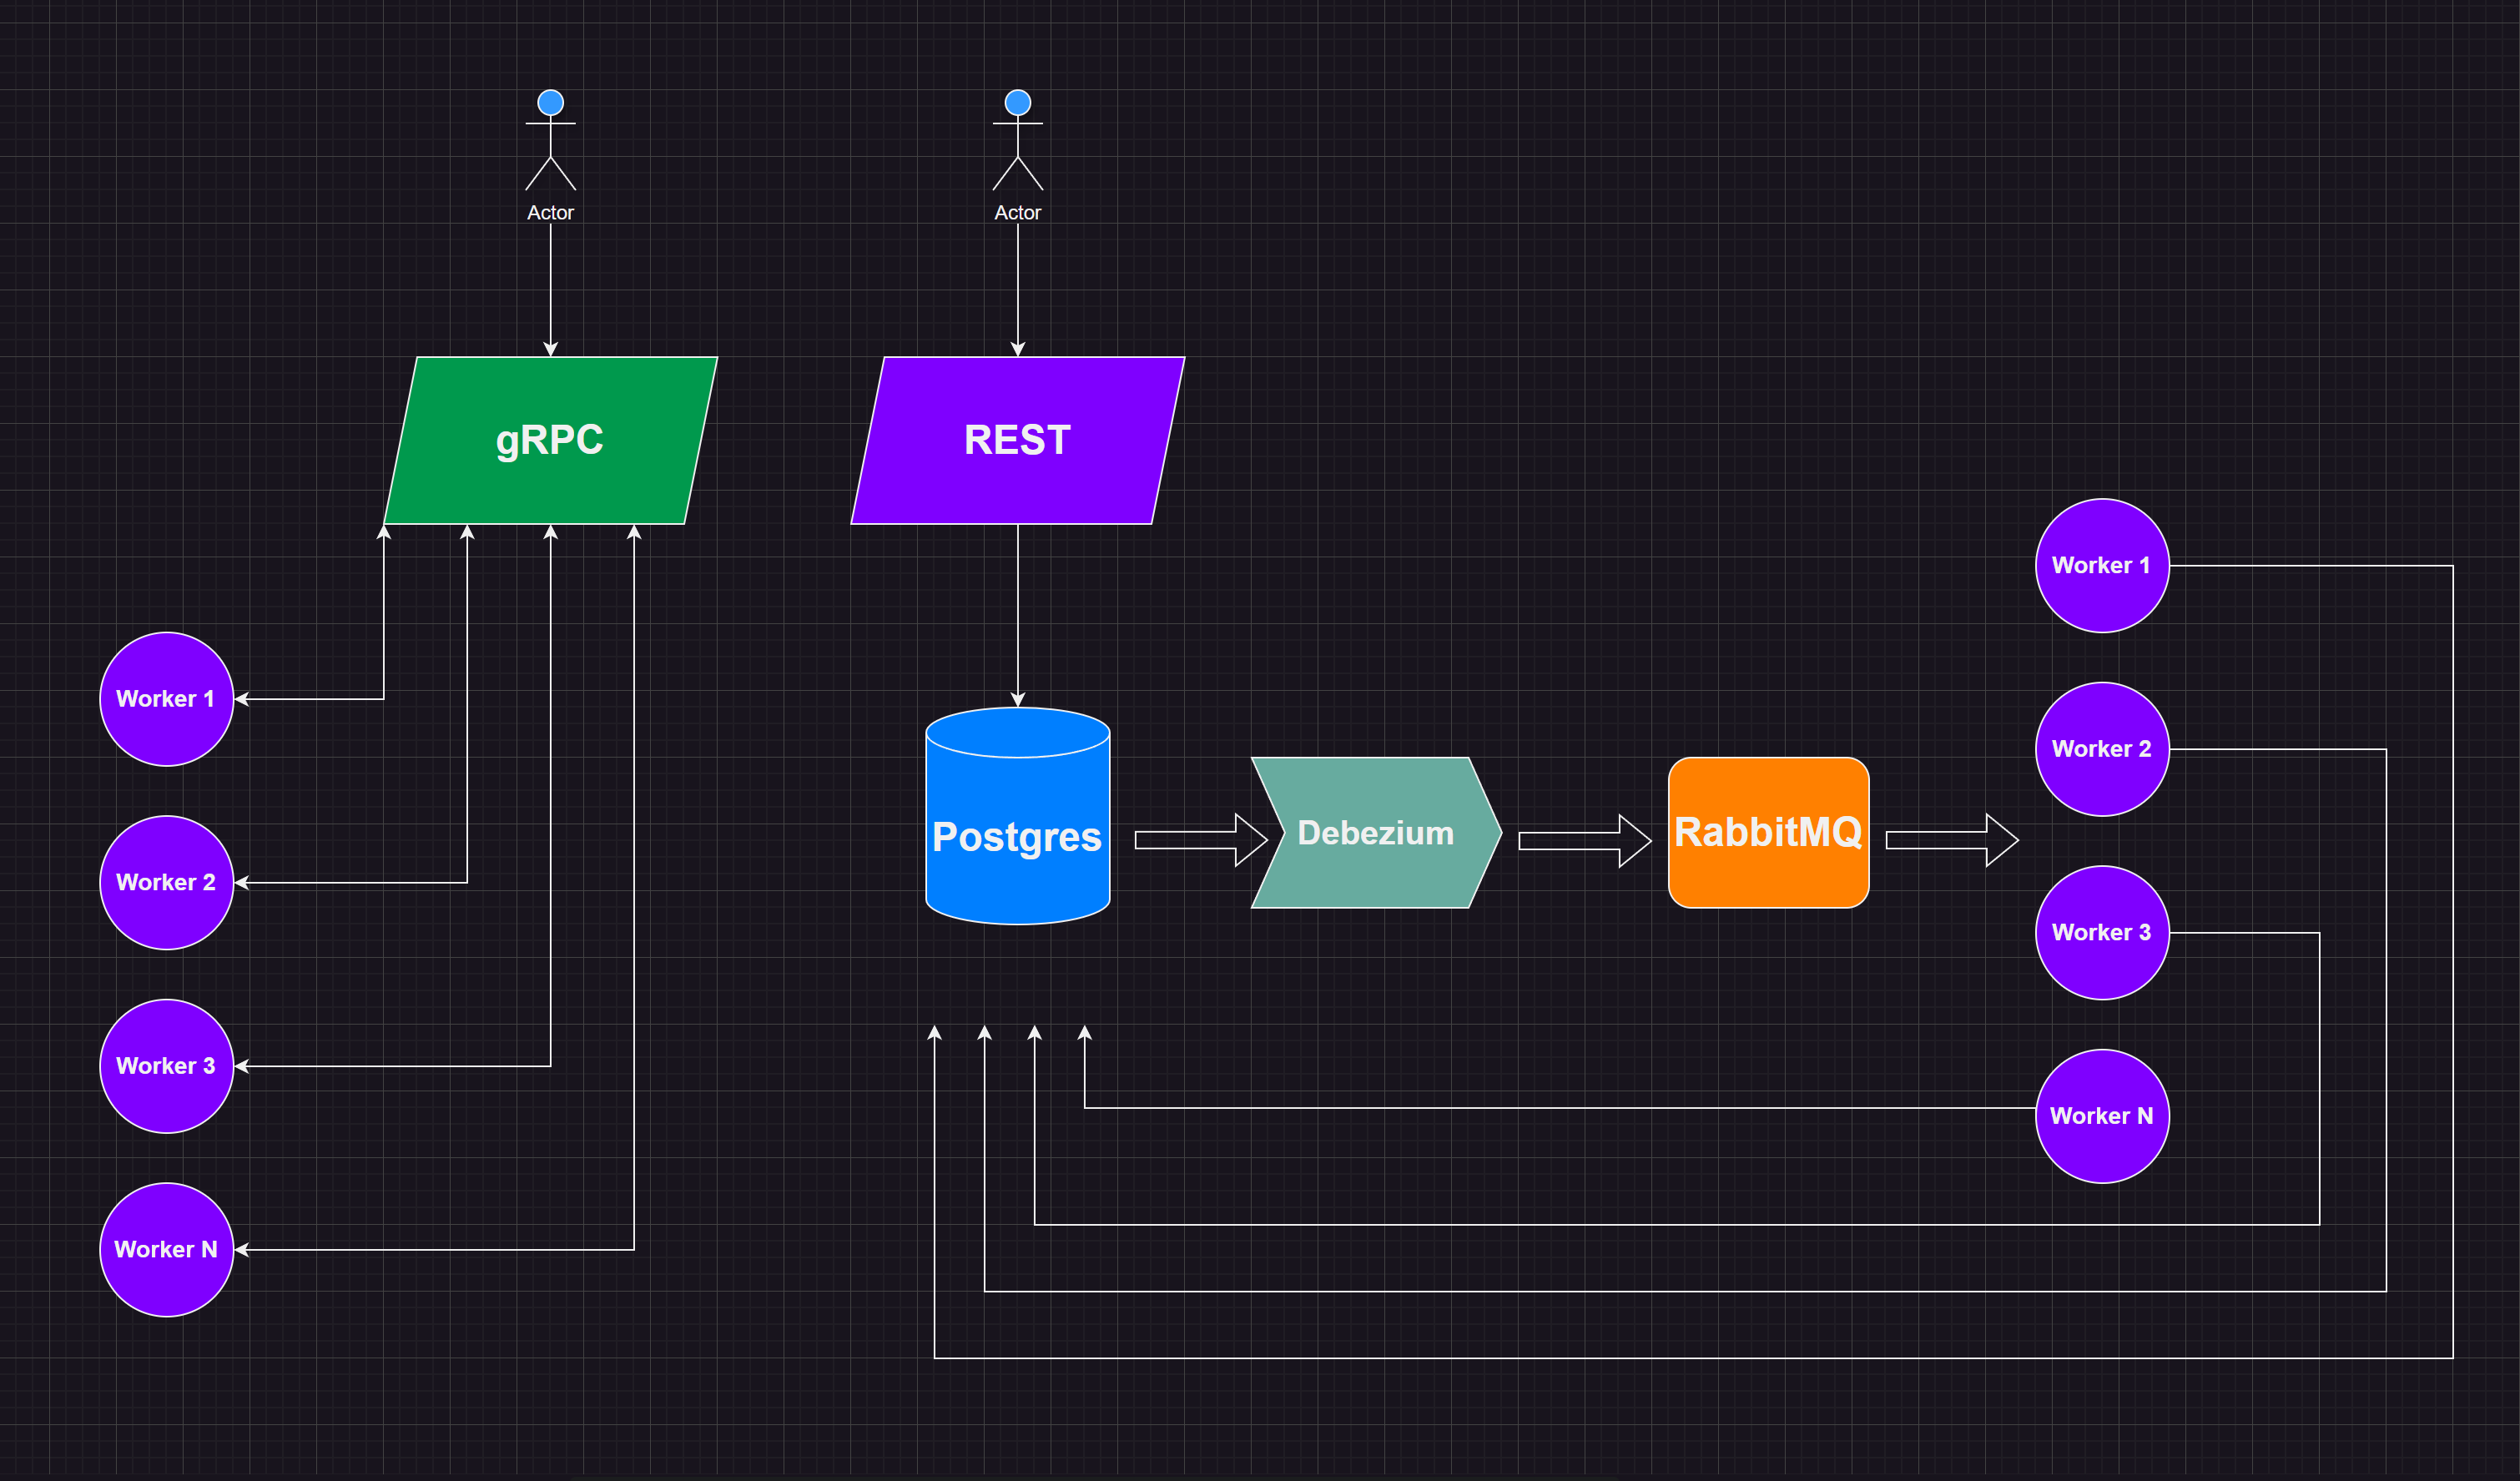 Actor
Actor
gRPC
REST
Worker 1
Worker 1
Worker 2
Postgres
Debezium
RabbitMQ
Worker 2
Worker 3
Worker 3
Worker N
Worker N